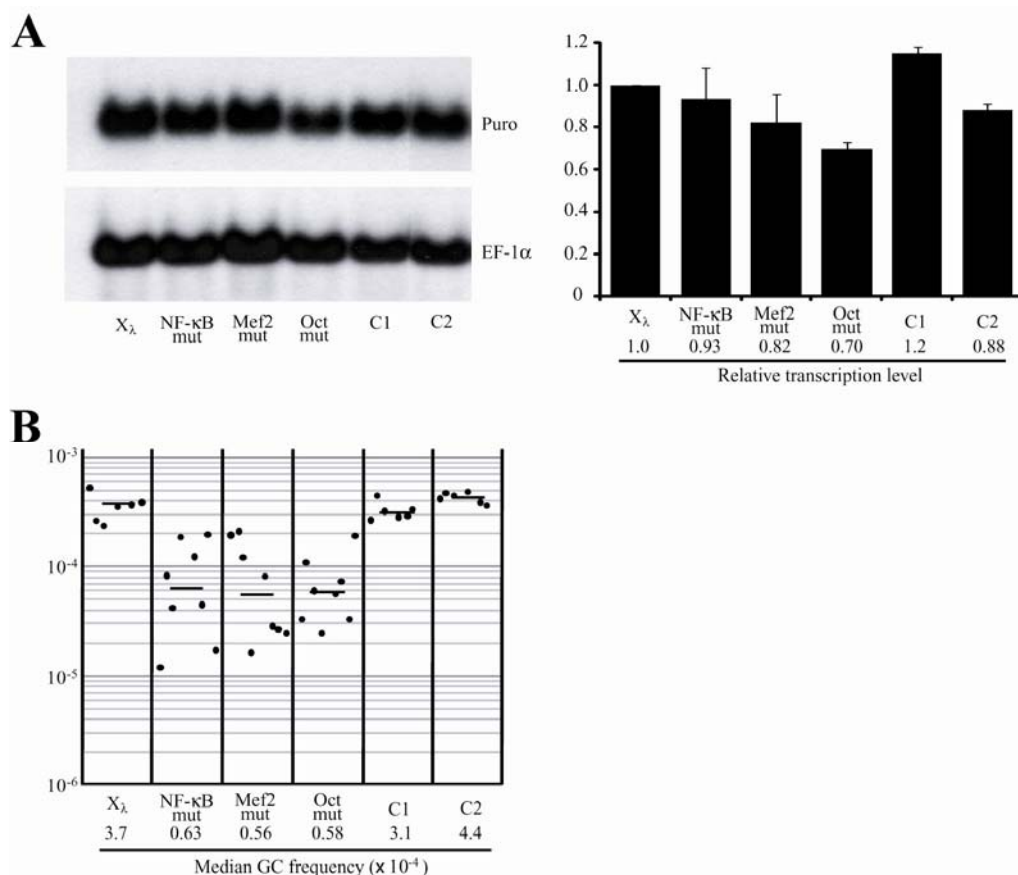 A
Puro
EF-1α
Xλ NF-κB mut Mef2 mut Oct mut C1 C2
1.2
1.0
0.8
0.6
0.4
0.2
0
Xλ NF-κB mut Mef2 mut Oct mut C1 C2
1.0 0.93 0.82 0.70 1.2 0.88
Relative transcription level
B
10-3
10-4
10-5
10-6
Xλ NF-κB mut Mef2 mut Oct mut C1 C2
3.7 0.63 0.56 0.58 3.1 4.4
Median GC frequency (x 10-4)